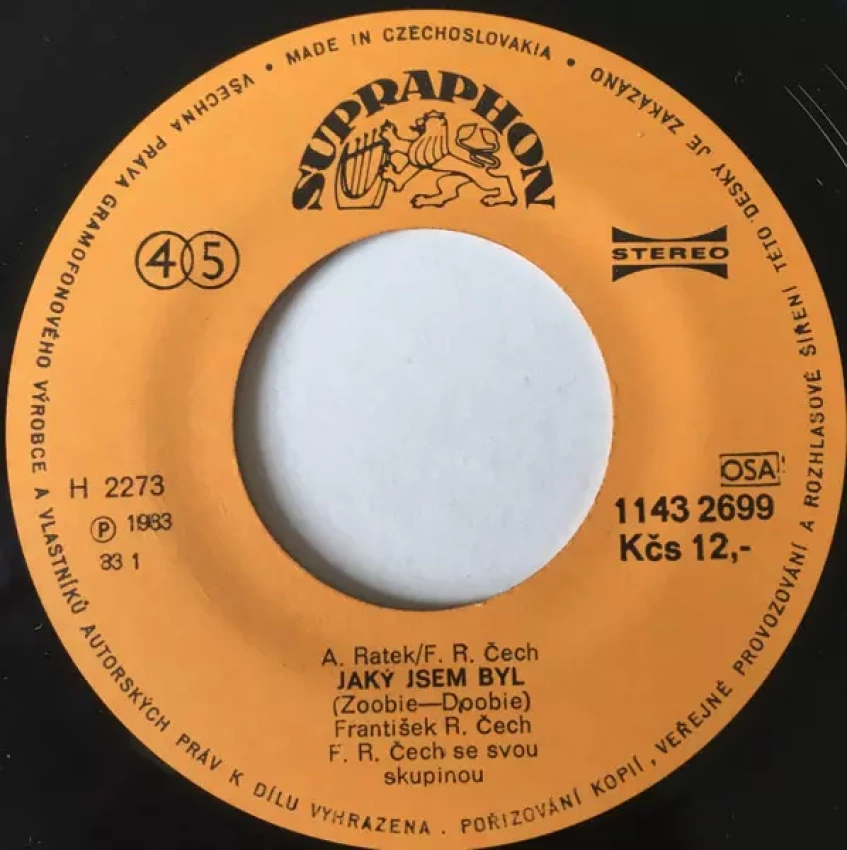 VŠECHNA PRÁVA GRAMOFONOVÉHO VÝROBCE A VLASTNÍKŮ AUTORSKÝCH PRÁV K DÍLU VYHRAZENA. POŘIZOVÁNÍ KOPIÍ, VEŘEJNÉ PROVOZOVÁNÍ A ROZHLASOVÉ ŠÍŘENÍ TÉTO DESKY JE ZAKÁZÁNO
• MADE IN CZECHOSLOVAKIA •
SUPRAPHON
45
STEREO
H 2273
Ⓟ 1983
33 1
OSA
1143 2699
Kčs 12,-
A. Ratek/F. R. Čech
JAKÝ JSEM BYL
(Zoobie—Doobie)
František R. Čech
F. R. Čech se svou
skupinou